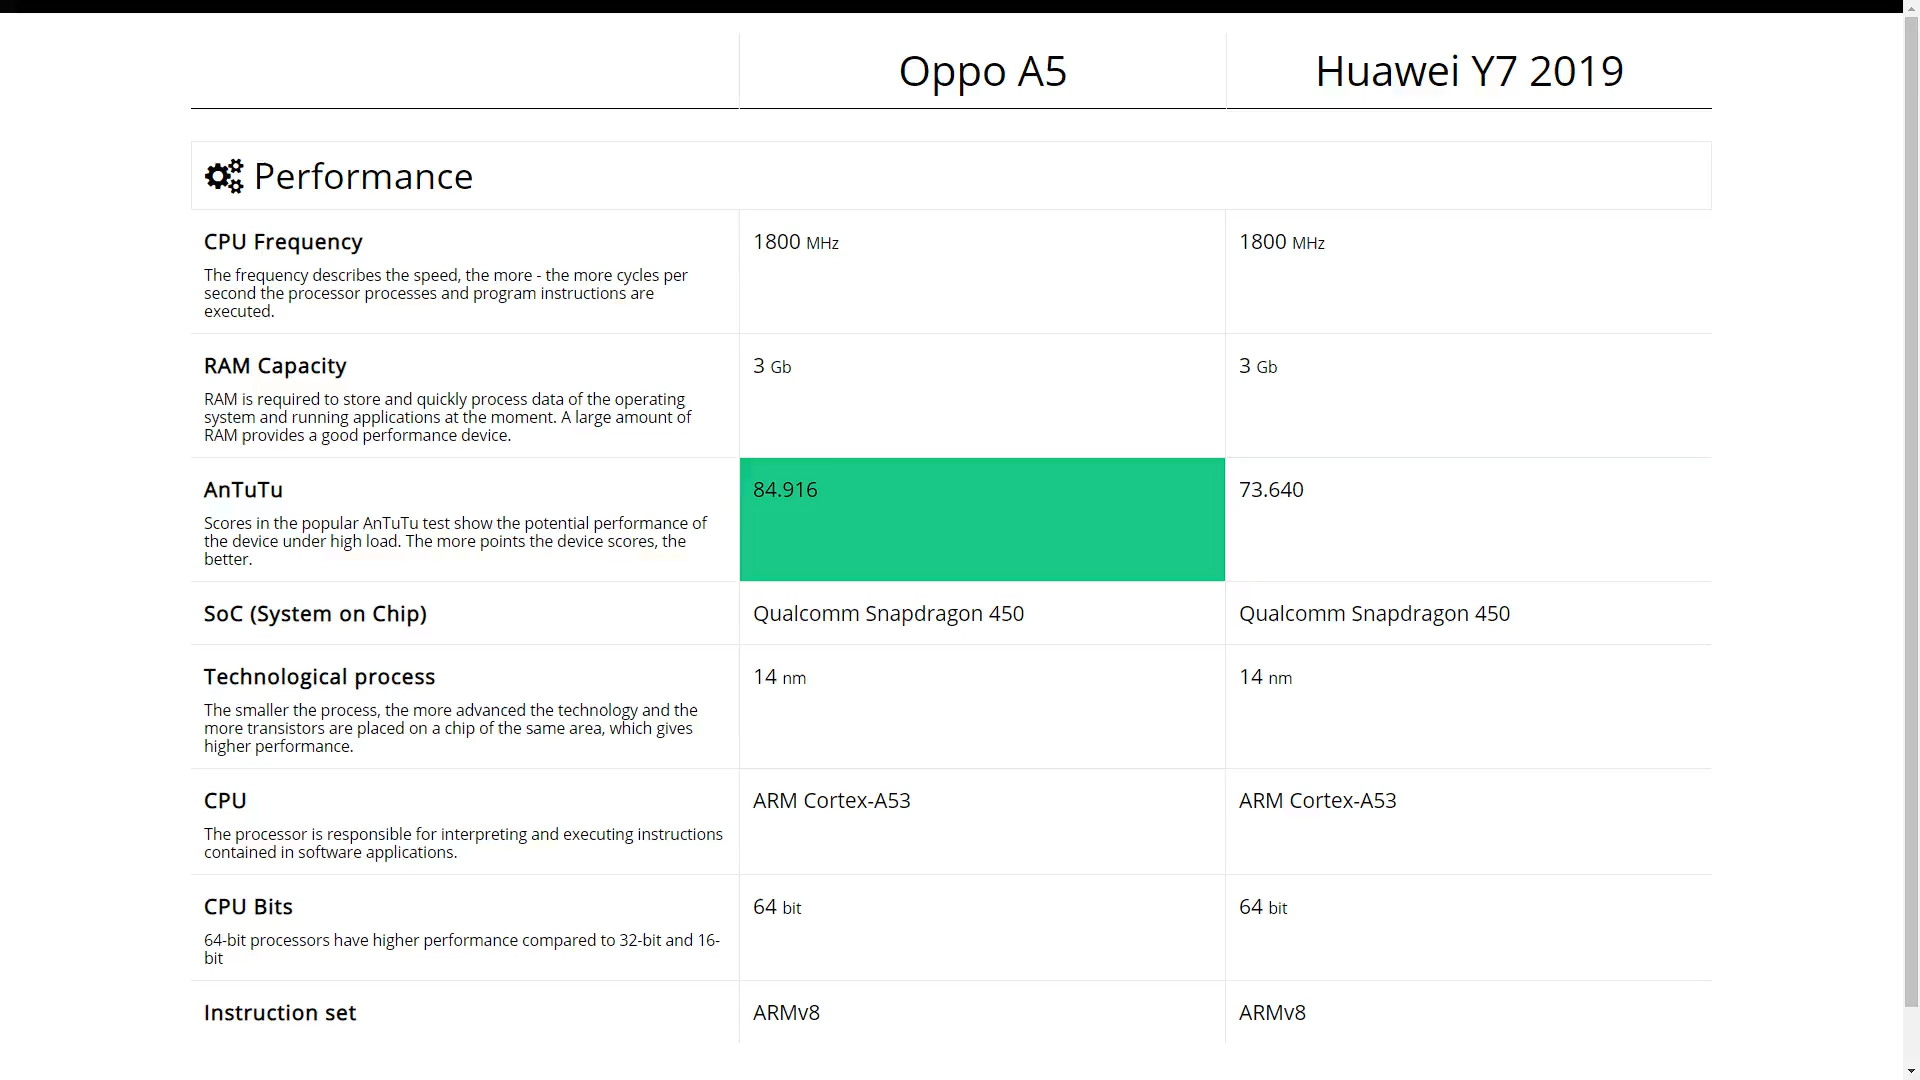 Oppo A5
Huawei Y7 2019
Performance
CPU Frequency
1800 MHz
1800 MHz
The frequency describes the speed, the more - the more cycles per
second the processor processes and program instructions are
executed.
RAM Capacity
3 Gb
3 Gb
RAM is required to store and quickly process data of the operating
system and running applications at the moment. A large amount of
RAM provides a good performance device.
AnTuTu
84.916
73.640
Scores in the popular AnTuTu test show the potential performance of
the device under high load. The more points the device scores, the
better.
SoC (System on Chip)
Qualcomm Snapdragon 450
Qualcomm Snapdragon 450
Technological process
14 nm
14 nm
The smaller the process, the more advanced the technology and the
more transistors are placed on a chip of the same area, which gives
higher performance.
CPU
ARM Cortex-A53
ARM Cortex-A53
The processor is responsible for interpreting and executing instructions
contained in software applications.
CPU Bits
64 bit
64 bit
64-bit processors have higher performance compared to 32-bit and 16-
bit
Instruction set
ARMv8
ARMv8